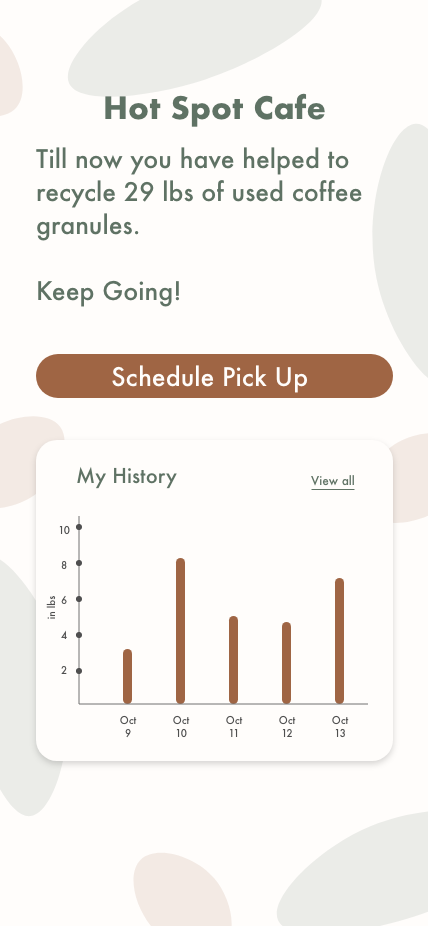 Hot Spot Cafe
Till now you have helped to
recycle 29 lbs of used coffee
granules.
Keep Going!
Schedule Pick Up
My History
View all
in lbs
10
8
6
4
2
Oct
9
Oct
10
Oct
11
Oct
12
Oct
13